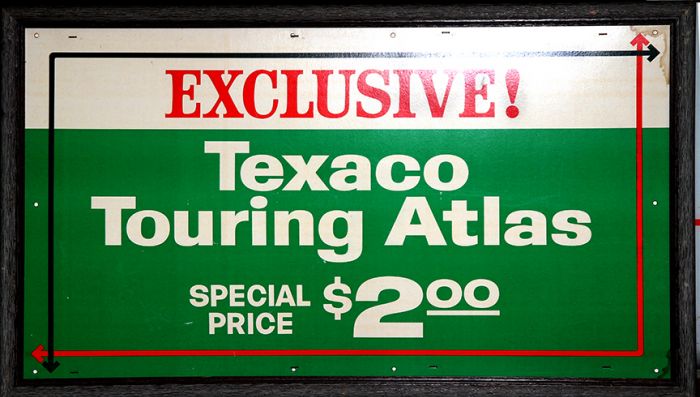 EXCLUSIVE!
Texaco
Touring Atlas
SPECIAL PRICE $2.00